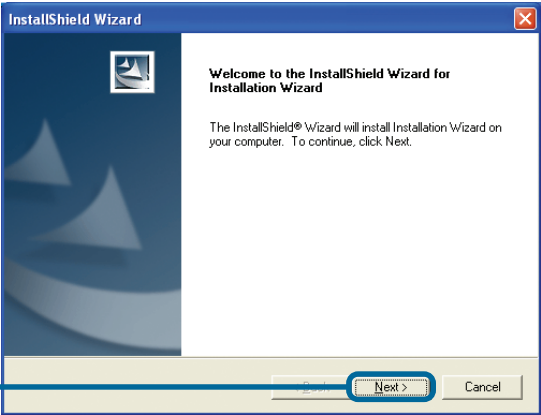 InstallShield Wizard
Welcome to the InstallShield Wizard for
Installation Wizard
The InstallShield® Wizard will install Installation Wizard on
your computer. To continue, click Next.
Next >
Cancel